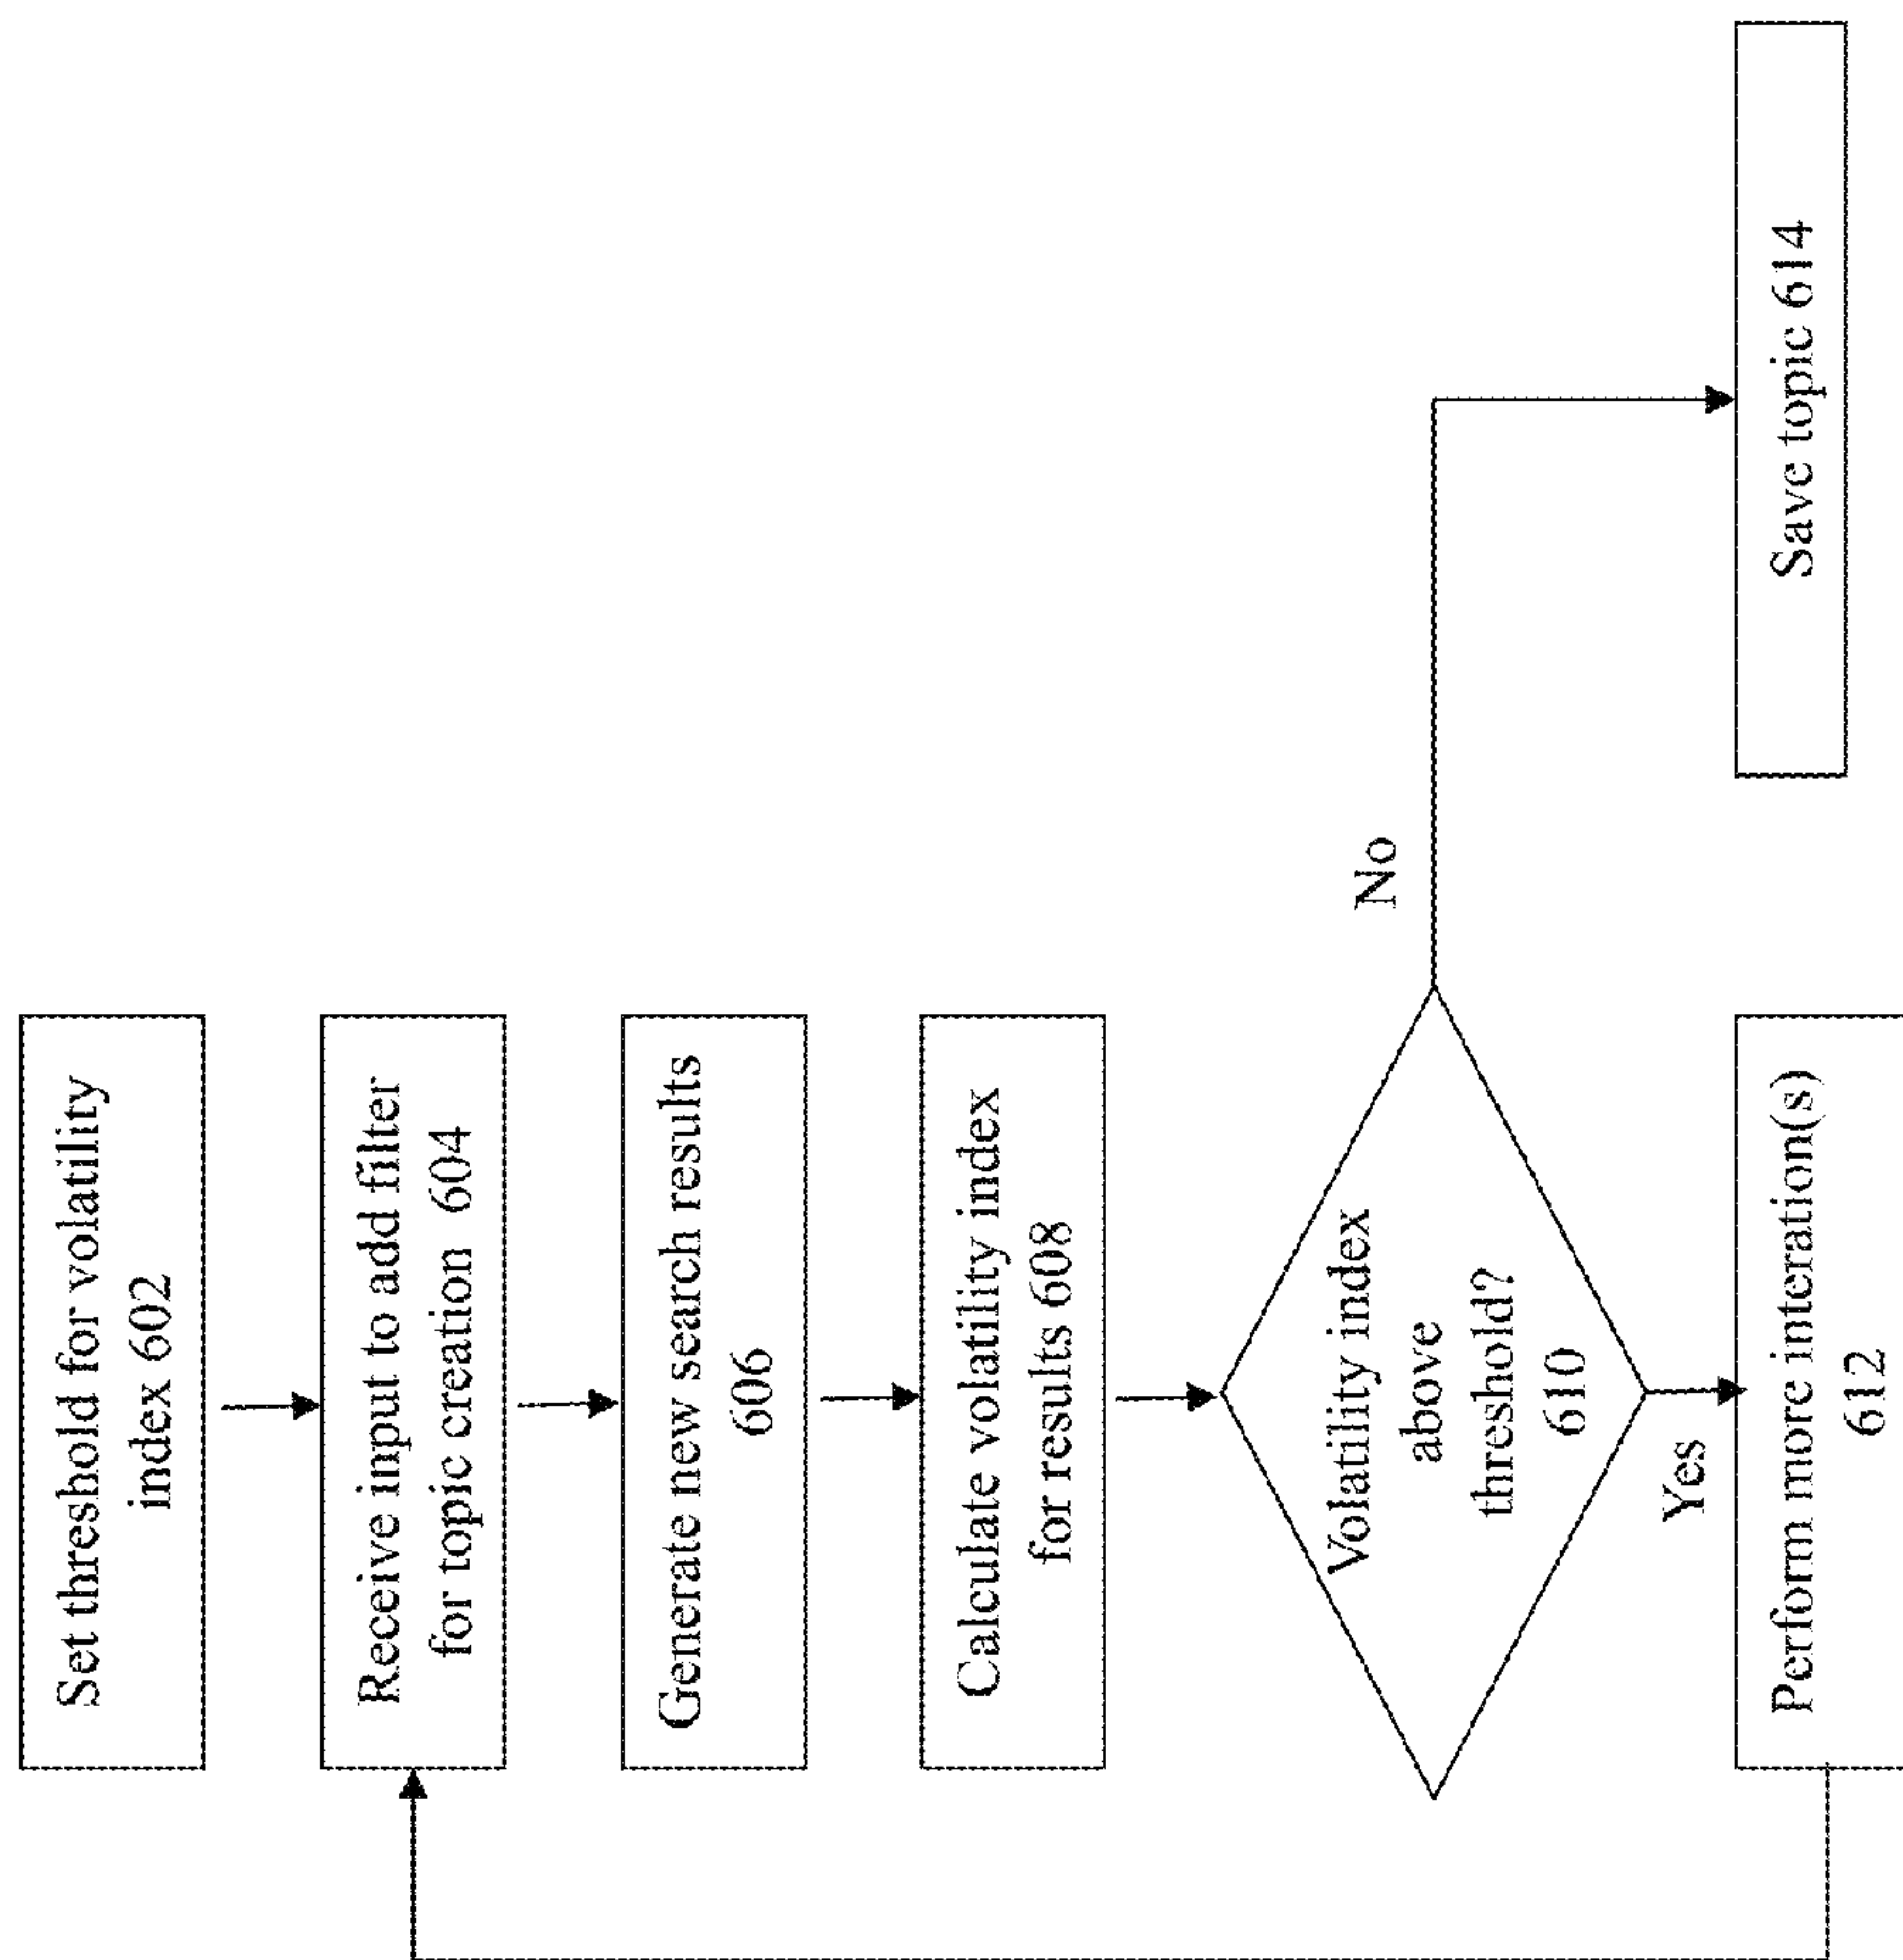 Set threshold for volatility
index 602
Receive input to add filter
for topic creation 604
Generate new search results
606
Calculate volatility index
for results 608
Volatility index
above
threshold?
610
No
Yes
Perform more interation(s)
612
Save topic 614